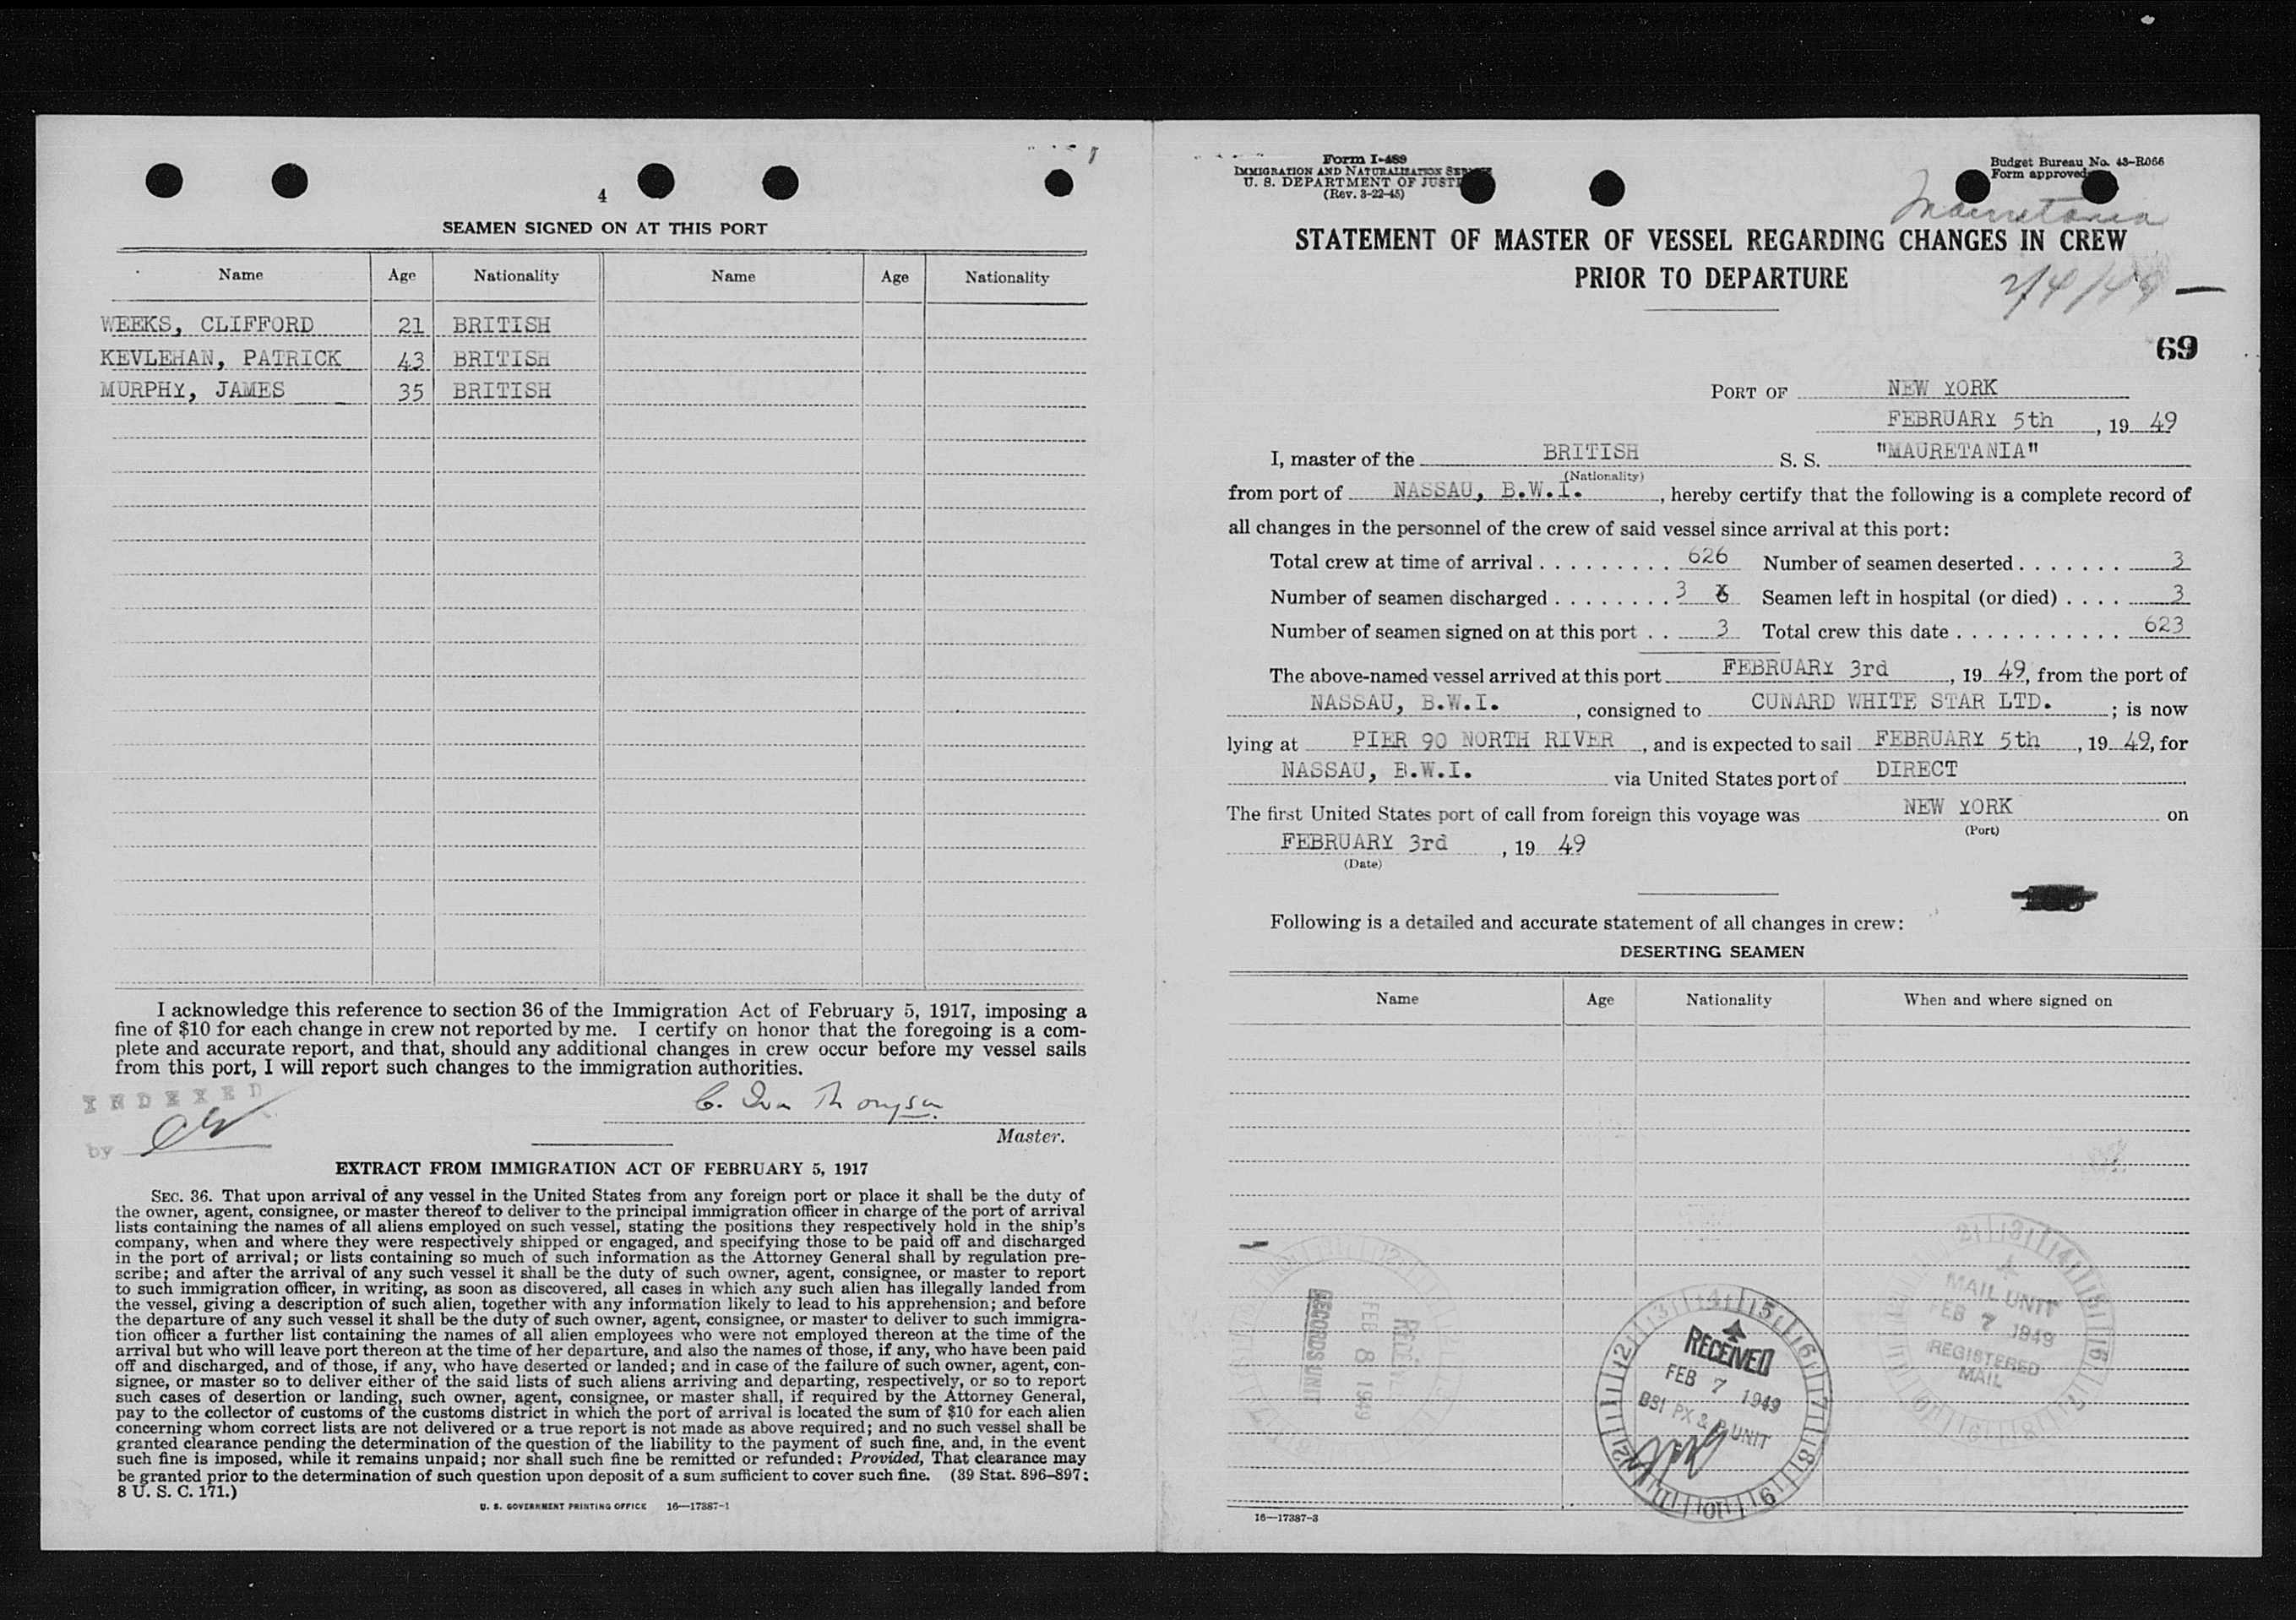 4
SEAMEN SIGNED ON AT THIS PORT
Name Age Nationality Name Age Nationality
WEEKS, CLIFFORD 21 BRITISH
KEVLEHAN, PATRICK 43 BRITISH
MURPHY, JAMES 35 BRITISH
I acknowledge this reference to section 36 of the Immigration Act of February 5, 1917, imposing a
fine of $10 for each change in crew not reported by me. I certify on honor that the foregoing is a com-
plete and accurate report, and that, should any additional changes in crew occur before my vessel sails
from this port, I will report such changes to the immigration authorities.
INDEXED
by
Master.
EXTRACT FROM IMMIGRATION ACT OF FEBRUARY 5, 1917
SEC. 36. That upon arrival of any vessel in the United States from any foreign port or place it shall be the duty of
the owner, agent, consignee, or master thereof to deliver to the principal immigration officer in charge of the port of arrival
lists containing the names of all aliens employed on such vessel, stating the positions they respectively hold in the ship's
company, when and where they were respectively shipped or engaged, and specifying those to be paid off and discharged
in the port of arrival; or lists containing so much of such information as the Attorney General shall by regulation pre-
scribe; and after the arrival of any such vessel it shall be the duty of such owner, agent, consignee, or master to report
to such immigration officer, in writing, as soon as discovered, all cases in which any such alien has illegally landed from
the vessel, giving a description of such alien, together with any information likely to lead to his apprehension; and before
the departure of any such vessel it shall be the duty of such owner, agent, consignee, or master to deliver to such immigra-
tion officer a further list containing the names of all alien employees who were not employed thereon at the time of the
arrival but who will leave port thereon at the time of her departure, and also the names of those, if any, who have been paid
off and discharged, and of those, if any, who have deserted or landed; and in case of the failure of such owner, agent, con-
signee, or master so to deliver either of the said lists of such aliens arriving and departing, respectively, or so to report
such cases of desertion or landing, such owner, agent, consignee, or master shall, if required by the Attorney General,
pay to the collector of customs of the customs district in which the port of arrival is located the sum of $10 for each alien
concerning whom correct lists are not delivered or a true report is not made as above required; and no such vessel shall be
granted clearance pending the determination of the question of the liability to the payment of such fine, and, in the event
such fine is imposed, while it remains unpaid; nor shall such fine be remitted or refunded: Provided, That clearance may
be granted prior to the determination of such question upon deposit of a sum sufficient to cover such fine. (39 Stat. 896-897;
8 U. S. C. 171.)
U. S. GOVERNMENT PRINTING OFFICE 16—17387-1
Form I-489
IMMIGRATION AND NATURALIZATION
U. S. DEPARTMENT OF
(Rev. 3-22-45)
Budget Bureau No. 43-R066
Form approved
Mauretania
STATEMENT OF MASTER OF VESSEL REGARDING CHANGES IN CREW
PRIOR TO DEPARTURE
2/4/49
69
PORT OF NEW YORK
FEBRUARY 5th, 19 49
I, master of the BRITISH S. S. "MAURETANIA"
(Nationality)
from port of NASSAU, B.W.I., hereby certify that the following is a complete record of
all changes in the personnel of the crew of said vessel since arrival at this port:
Total crew at time of arrival . . . . . . . . . 626 Number of seamen deserted . . . . . . . 3
Number of seamen discharged . . . . . . . . 3 Seamen left in hospital (or died) . . . . 3
Number of seamen signed on at this port . . 3 Total crew this date . . . . . . . . . . . 623
The above-named vessel arrived at this port FEBRUARY 3rd, 19 49, from the port of
NASSAU, B.W.I., consigned to CUNARD WHITE STAR LTD.; is now
lying at PIER 90 NORTH RIVER, and is expected to sail FEBRUARY 5th, 19 49, for
NASSAU, B.W.I. via United States port of DIRECT
The first United States port of call from foreign this voyage was NEW YORK on
(Port)
FEBRUARY 3rd, 19 49
(Date)
Following is a detailed and accurate statement of all changes in crew:
DESERTING SEAMEN
Name Age Nationality When and where signed on
RECORDS UNIT
FEB 8 1949
RECEIVED
RECEIVED
FEB 7 1949
BSI PX & P UNIT
MAIL UNIT
FEB 7 1949
REGISTERED
MAIL
16—17387-3